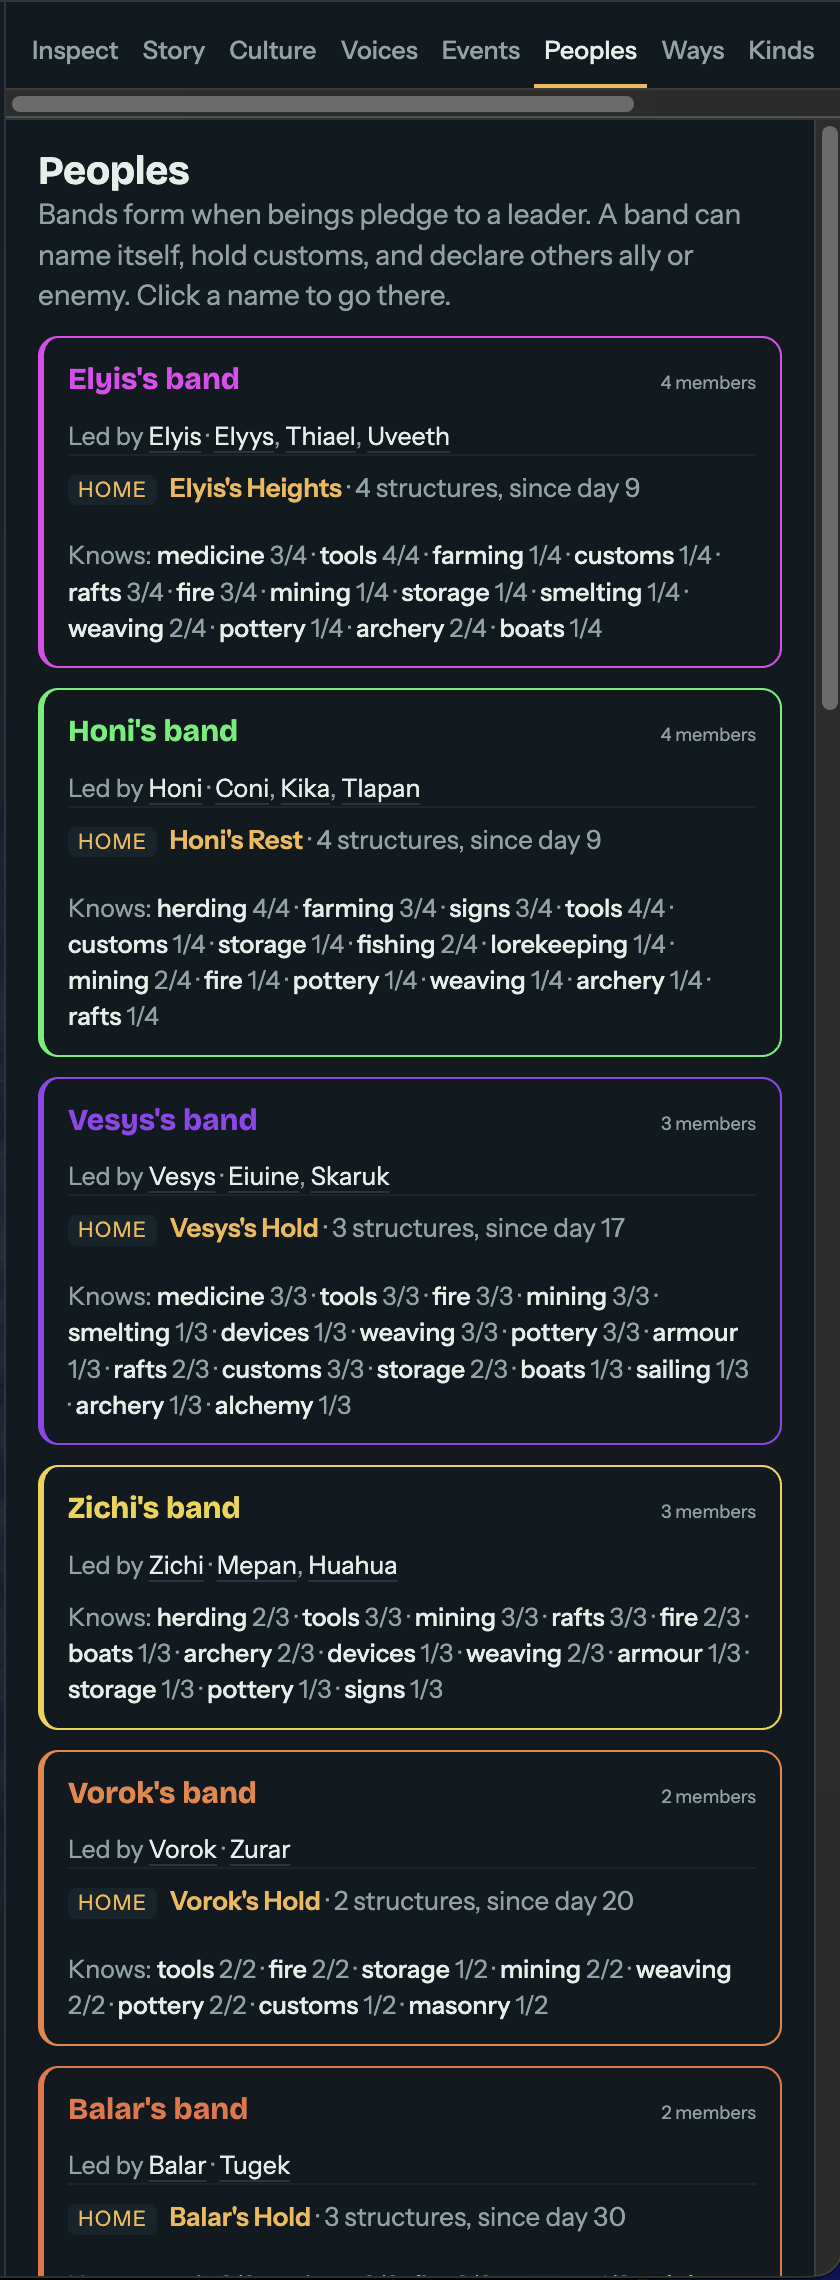 Inspect Story Culture Voices Events Peoples Ways Kinds
Peoples
Bands form when beings pledge to a leader. A band can
name itself, hold customs, and declare others ally or
enemy. Click a name to go there.
Elyis's band 4 members
Led by Elyis · Elyys, Thiael, Uveeth
HOME Elyis's Heights · 4 structures, since day 9
Knows: medicine 3/4 · tools 4/4 · farming 1/4 · customs 1/4 ·
rafts 3/4 · fire 3/4 · mining 1/4 · storage 1/4 · smelting 1/4 ·
weaving 2/4 · pottery 1/4 · archery 2/4 · boats 1/4
Honi's band 4 members
Led by Honi · Coni, Kika, Tlapan
HOME Honi's Rest · 4 structures, since day 9
Knows: herding 4/4 · farming 3/4 · signs 3/4 · tools 4/4 ·
customs 1/4 · storage 1/4 · fishing 2/4 · lorekeeping 1/4 ·
mining 2/4 · fire 1/4 · pottery 1/4 · weaving 1/4 · archery 1/4 ·
rafts 1/4
Vesys's band 3 members
Led by Vesys · Eiuine, Skaruk
HOME Vesys's Hold · 3 structures, since day 17
Knows: medicine 3/3 · tools 3/3 · fire 3/3 · mining 3/3 ·
smelting 1/3 · devices 1/3 · weaving 3/3 · pottery 3/3 · armour
1/3 · rafts 2/3 · customs 3/3 · storage 2/3 · boats 1/3 · sailing 1/3
· archery 1/3 · alchemy 1/3
Zichi's band 3 members
Led by Zichi · Mepan, Huahua
Knows: herding 2/3 · tools 3/3 · mining 3/3 · rafts 3/3 · fire 2/3 ·
boats 1/3 · archery 2/3 · devices 1/3 · weaving 2/3 · armour 1/3 ·
storage 1/3 · pottery 1/3 · signs 1/3
Vorok's band 2 members
Led by Vorok · Zurar
HOME Vorok's Hold · 2 structures, since day 20
Knows: tools 2/2 · fire 2/2 · storage 1/2 · mining 2/2 · weaving
2/2 · pottery 2/2 · customs 1/2 · masonry 1/2
Balar's band 2 members
Led by Balar · Tugek
HOME Balar's Hold · 3 structures, since day 30